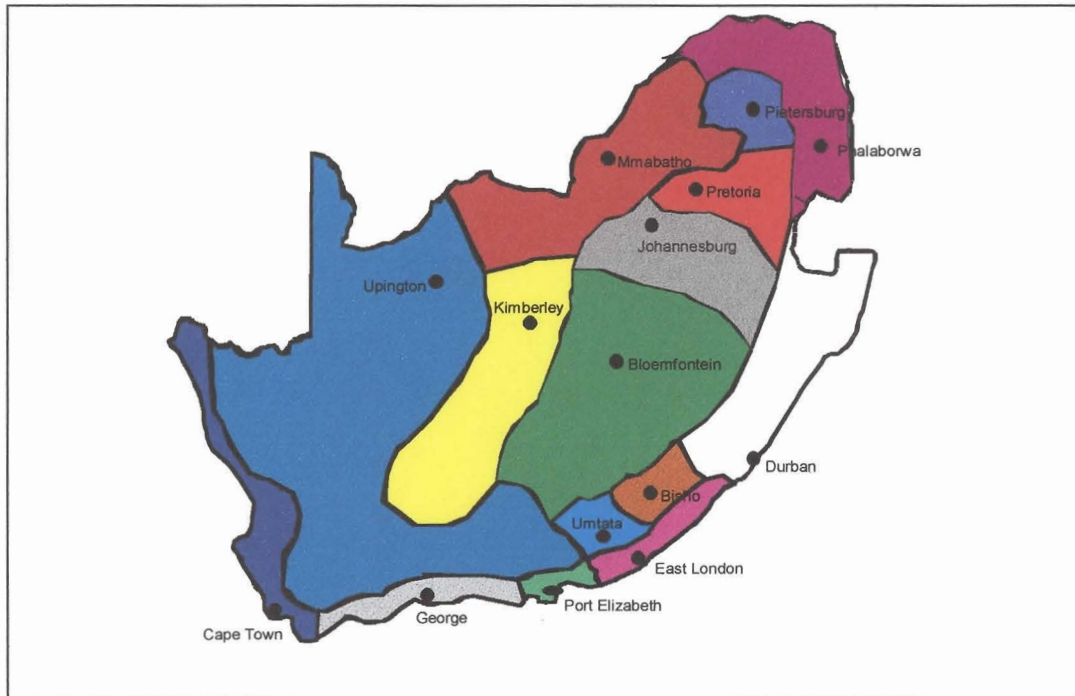 Pietersburg
Phalaborwa
Mmabatho
Pretoria
Johannesburg
Upington
Kimberley
Bloemfontein
Durban
Bisho
Umtata
East London
Port Elizabeth
George
Cape Town